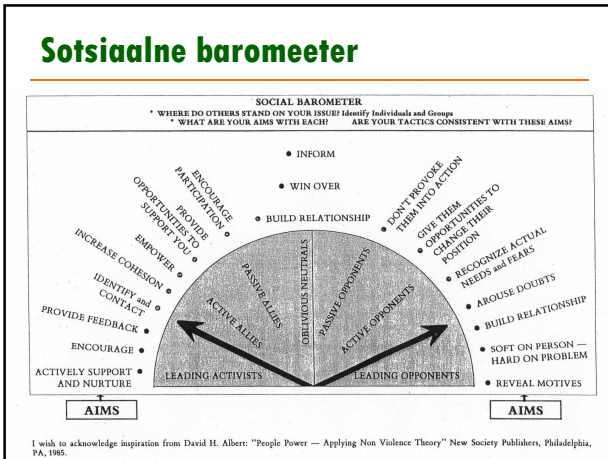 Sotsiaalne baromeeter
SOCIAL BAROMETER
* WHERE DO OTHERS STAND ON YOUR ISSUE? Identify Individuals and Groups
* WHAT ARE YOUR AIMS WITH EACH? ARE YOUR TACTICS CONSISTENT WITH THESE AIMS?
• INFORM
• WIN OVER
• BUILD RELATIONSHIP
ENCOURAGE
PARTICIPATION •
PROVIDE
OPPORTUNITIES TO
SUPPORT YOU •
EMPOWER •
INCREASE COHESION •
IDENTIFY and •
CONTACT
PROVIDE FEEDBACK •
ENCOURAGE •
ACTIVELY SUPPORT •
AND NURTURE
AIMS
LEADING ACTIVISTS
ACTIVE ALLIES
PASSIVE ALLIES
OBLIVIOUS NEUTRALS
PASSIVE OPPONENTS
ACTIVE OPPONENTS
LEADING OPPONENTS
• DON'T PROVOKE
THEM INTO ACTION
• GIVE THEM
OPPORTUNITIES TO
CHANGE THEIR
POSITION
• RECOGNIZE ACTUAL
NEEDS and FEARS
• AROUSE DOUBTS
• BUILD RELATIONSHIP
• SOFT ON PERSON —
HARD ON PROBLEM
• REVEAL MOTIVES
AIMS
I wish to acknowledge inspiration from David H. Albert: "People Power — Applying Non Violence Theory" New Society Publishers, Philadelphia,
PA, 1985.